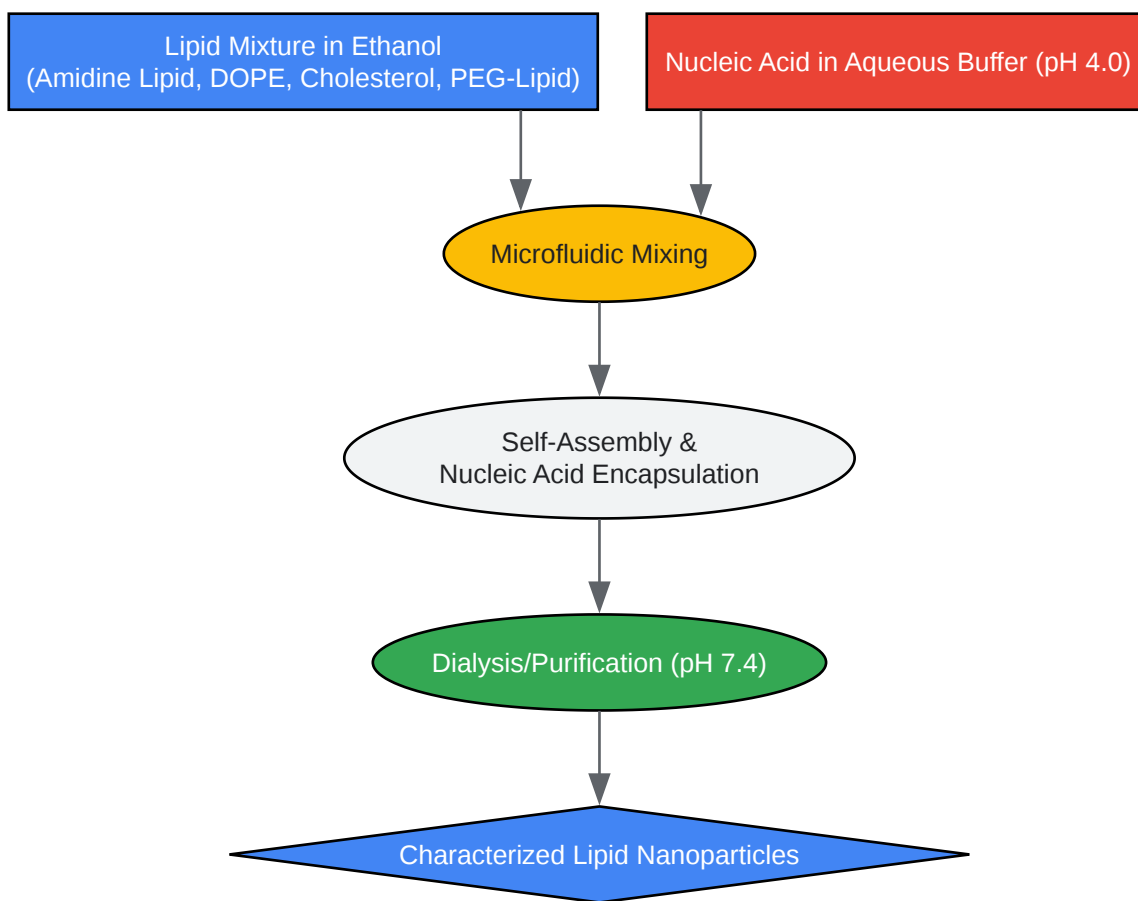 Lipid Mixture in Ethanol
(Amidine Lipid, DOPE, Cholesterol, PEG-Lipid)
Nucleic Acid in Aqueous Buffer (pH 4.0)
Microfluidic Mixing
Self-Assembly &
Nucleic Acid Encapsulation
Dialysis/Purification (pH 7.4)
Characterized Lipid Nanoparticles